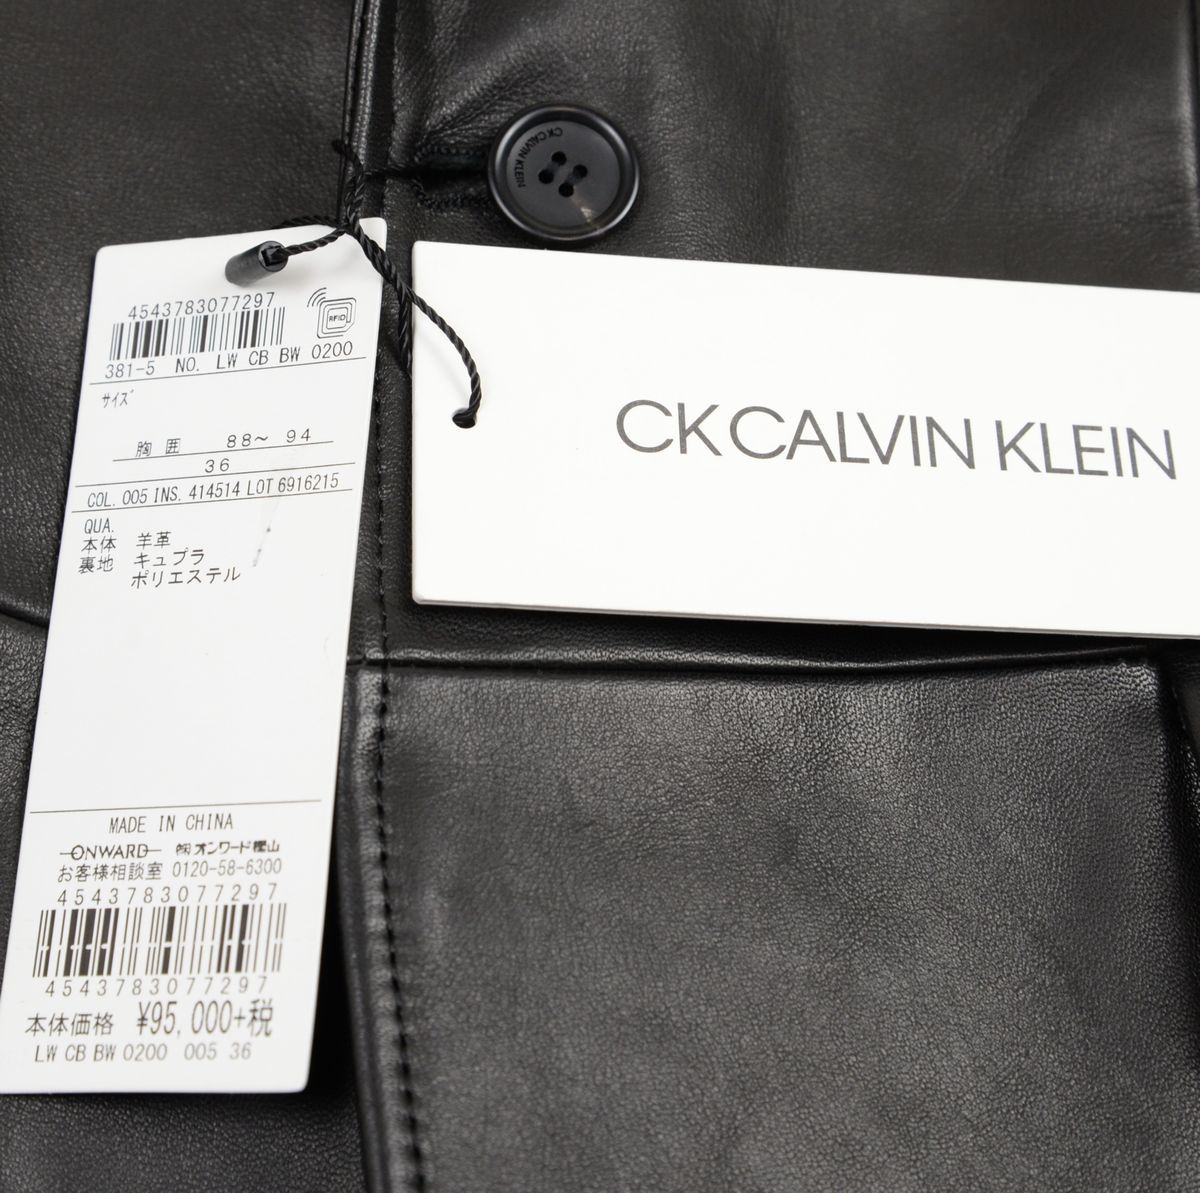 CK CALVIN KLEIN
4543783077297
RFID
381-5 NO. LW CB BW 0200
サイズ
胸囲 88～ 94
36
COL. 005 INS. 414514 LOT 6916215
QUA.
本体 羊革
裏地 キュプラ
ポリエステル
MADE IN CHINA
ONWARD ㈱オンワード樫山
お客様相談室 0120-58-6300
4543783077297
4543783077297
本体価格 ¥95,000+税
LW CB BW 0200 005 36
CK CALVIN KLEIN